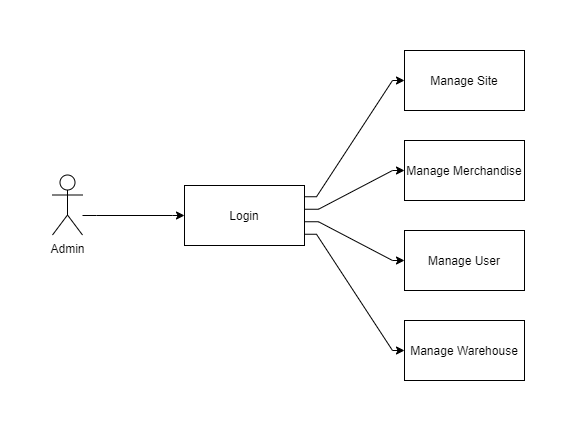 Admin
Login
Manage Site
Manage Merchandise
Manage User
Manage Warehouse